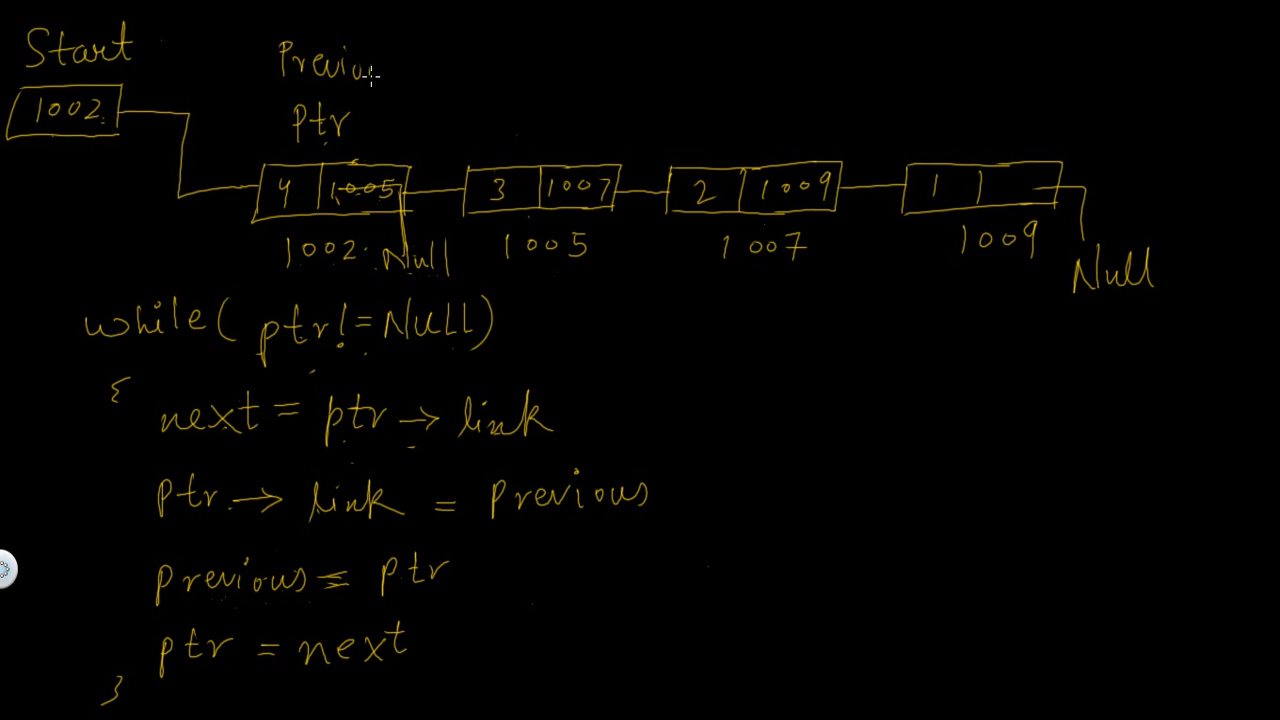 Start
Previou
1002
Ptr
4 1005 3 1007 2 1009 1
1002 Null 1005 1007 1009
Null
while( ptr != NULL)
{
next = ptr → link
ptr → link = Previous
previous = ptr
ptr = next
}